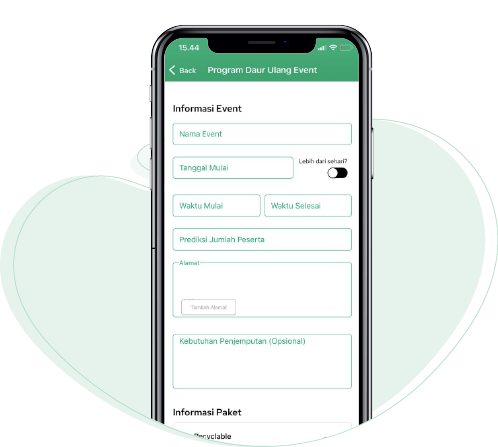 15.44
Back Program Daur Ulang Event
Informasi Event
Nama Event
Tanggal Mulai
Lebih dari sehari?
Waktu Mulai
Waktu Selesai
Prediksi Jumlah Peserta
Alamat
Tambah Alamat
Kebutuhan Penjemputan (Opsional)
Informasi Paket
Recyclable